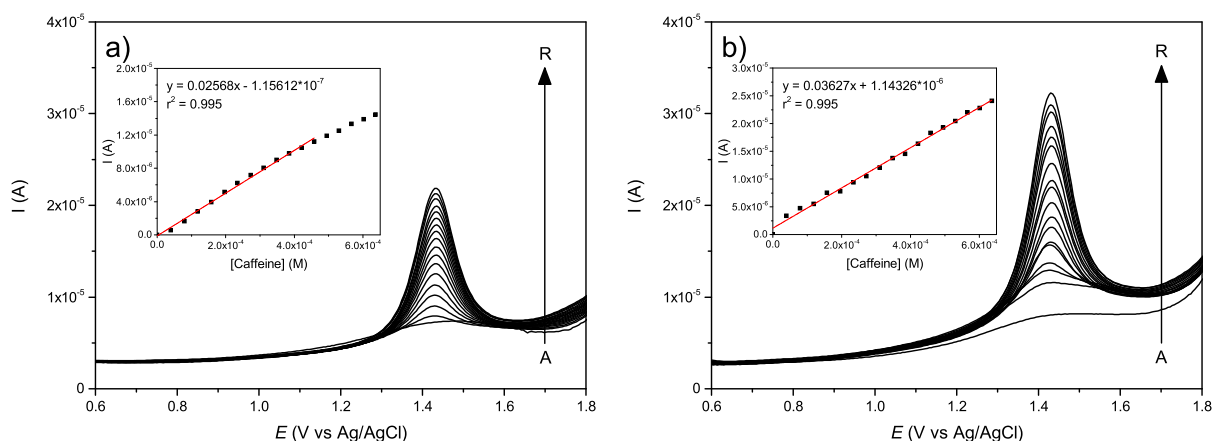 a)
R
A
y = 0.02568x - 1.15612*10⁻⁷
r² = 0.995
I (A)
2.0x10⁻⁵
1.6x10⁻⁵
1.2x10⁻⁵
8.0x10⁻⁶
4.0x10⁻⁶
0.0
0.0 2.0x10⁻⁴ 4.0x10⁻⁴ 6.0x10⁻⁴
[Caffeine] (M)
I (A)
4x10⁻⁵
3x10⁻⁵
2x10⁻⁵
1x10⁻⁵
0
0.6 0.8 1.0 1.2 1.4 1.6 1.8
E (V vs Ag/AgCl)
b)
R
A
y = 0.03627x + 1.14326*10⁻⁶
r² = 0.995
I (A)
3.0x10⁻⁵
2.5x10⁻⁵
2.0x10⁻⁵
1.5x10⁻⁵
1.0x10⁻⁵
5.0x10⁻⁶
0.0
0.0 2.0x10⁻⁴ 4.0x10⁻⁴ 6.0x10⁻⁴
[Caffeine] (M)
I (A)
4x10⁻⁵
3x10⁻⁵
2x10⁻⁵
1x10⁻⁵
0
0.6 0.8 1.0 1.2 1.4 1.6 1.8
E (V vs Ag/AgCl)